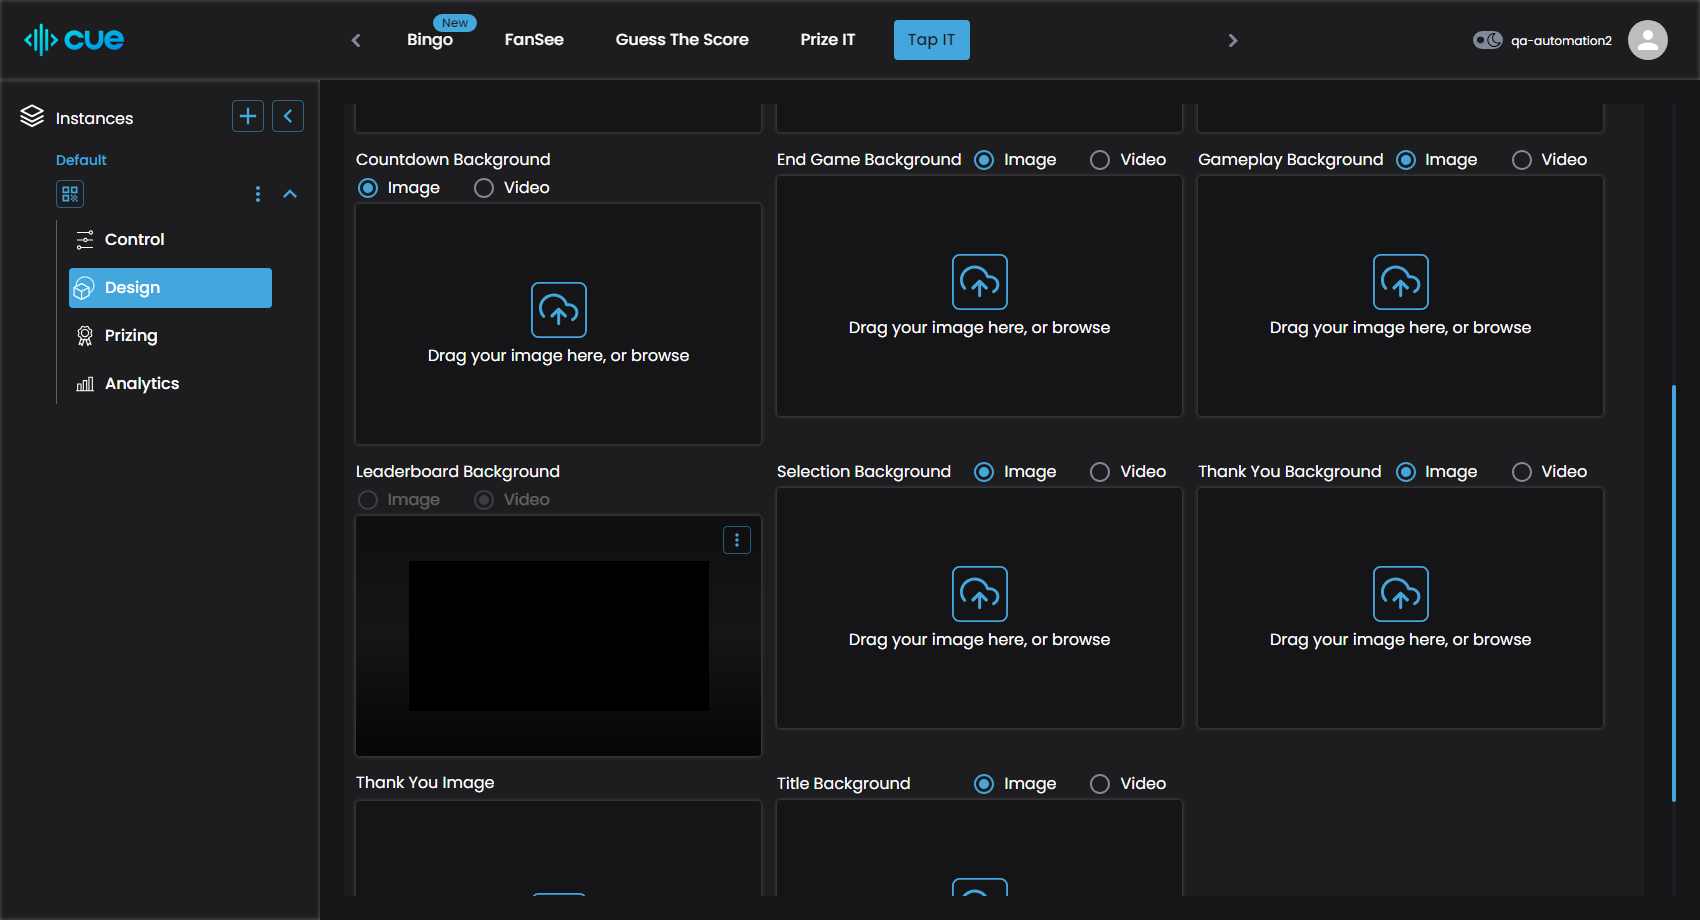 cue
New
Bingo
FanSee
Guess The Score
Prize IT
Tap IT
qa-automation2
Instances
Default
Control
Design
Prizing
Analytics
Countdown Background
Image
Video
Drag your image here, or browse
End Game Background
Image
Video
Drag your image here, or browse
Gameplay Background
Image
Video
Drag your image here, or browse
Leaderboard Background
Image
Video
Selection Background
Image
Video
Drag your image here, or browse
Thank You Background
Image
Video
Drag your image here, or browse
Thank You Image
Title Background
Image
Video